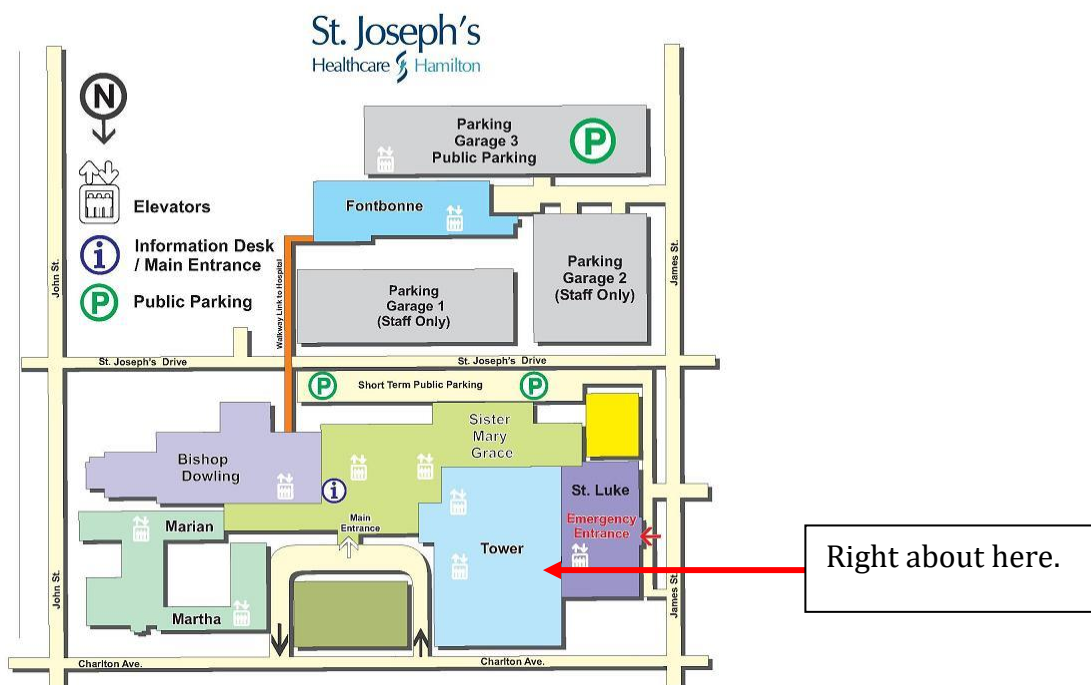 St. Joseph's
Healthcare Hamilton
N
Parking
Garage 3
Public Parking
P
Elevators
Fontbonne
i
Information Desk
/ Main Entrance
P
Public Parking
John St.
Walkway Link to Hospital
Parking
Garage 1
(Staff Only)
Parking
Garage 2
(Staff Only)
James St.
St. Joseph's Drive
St. Joseph's Drive
P
Short Term Public Parking
P
Sister
Mary
Grace
Bishop
Dowling
i
St. Luke
Emergency
Entrance
Main
Entrance
Marian
Tower
Right about here.
John St.
James St.
Martha
Charlton Ave.
Charlton Ave.